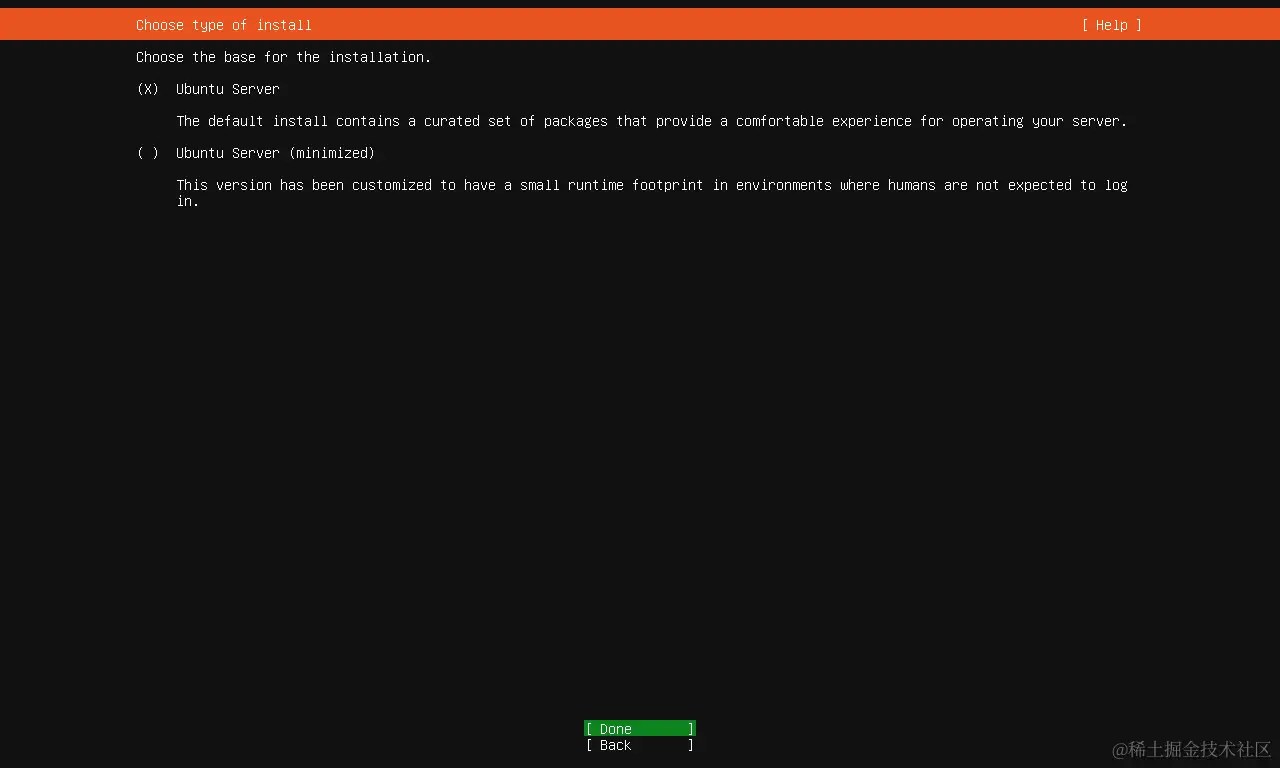 Choose type of install [ Help ]
Choose the base for the installation.
(X) Ubuntu Server
The default install contains a curated set of packages that provide a comfortable experience for operating your server.
( ) Ubuntu Server (minimized)
This version has been customized to have a small runtime footprint in environments where humans are not expected to log
in.
[ Done ]
[ Back ]
@稀土掘金技术社区